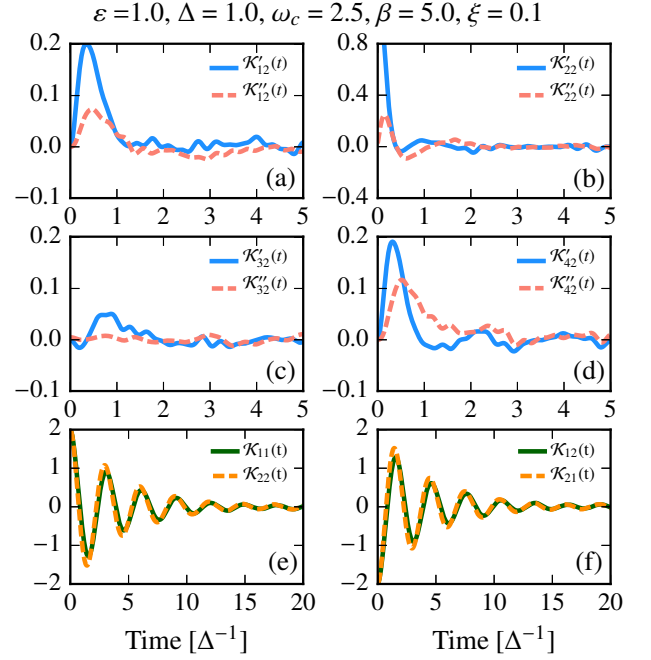 ε =1.0, Δ = 1.0, ω_c = 2.5, β = 5.0, ξ = 0.1
0.2
0.1
0.0
−0.1
0 1 2 3 4 5
𝒦′₁₂(t)
𝒦″₁₂(t)
(a)
0.8
0.4
0.0
−0.4
0 1 2 3 4 5
𝒦′₂₂(t)
𝒦″₂₂(t)
(b)
0.2
0.1
0.0
−0.1
0 1 2 3 4 5
𝒦′₃₂(t)
𝒦″₃₂(t)
(c)
0.2
0.1
0.0
−0.1
0 1 2 3 4 5
𝒦′₄₂(t)
𝒦″₄₂(t)
(d)
2
1
0
−1
−2
0 5 10 15 20
𝒦₁₁(t)
𝒦₂₂(t)
(e)
Time [Δ⁻¹]
2
1
0
−1
−2
0 5 10 15 20
𝒦₁₂(t)
𝒦₂₁(t)
(f)
Time [Δ⁻¹]